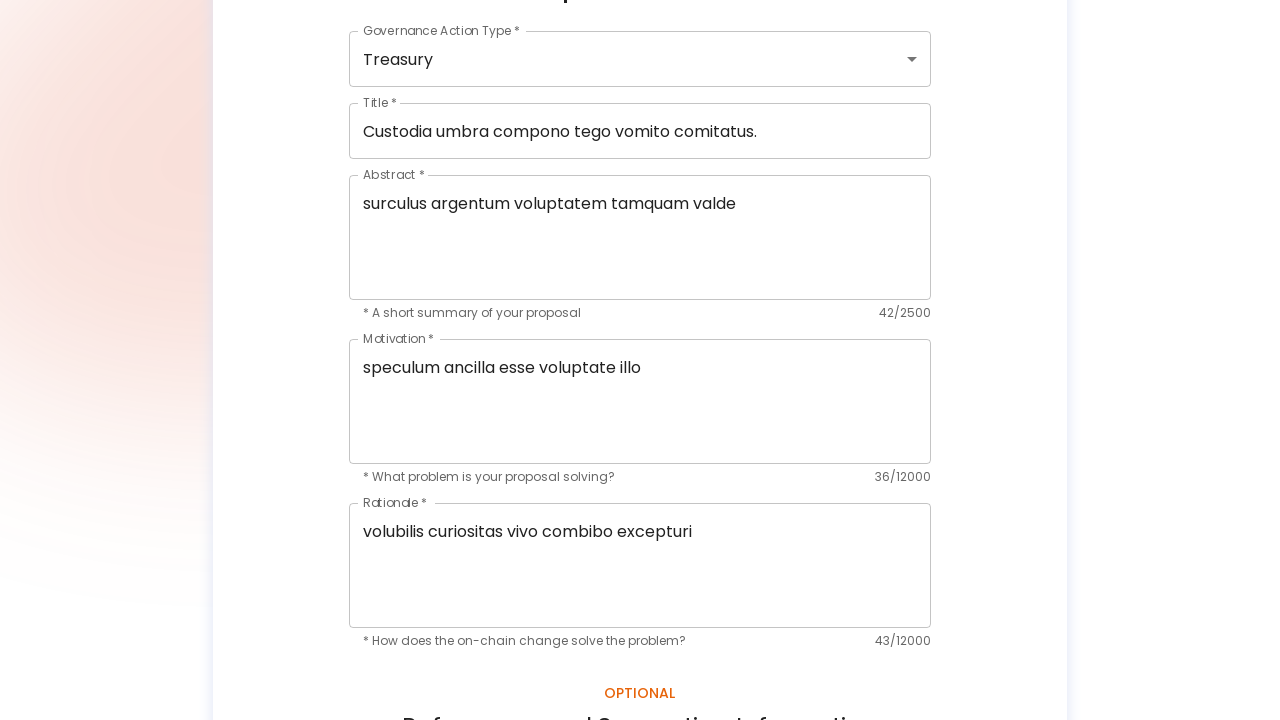 Governance Action Type *
Treasury
Title *
Custodia umbra compono tego vomito comitatus.
Abstract *
surculus argentum voluptatem tamquam valde
* A short summary of your proposal
42/2500
Motivation *
speculum ancilla esse voluptate illo
* What problem is your proposal solving?
36/12000
Rationale *
volubilis curiositas vivo combibo excepturi
* How does the on-chain change solve the problem?
43/12000
OPTIONAL